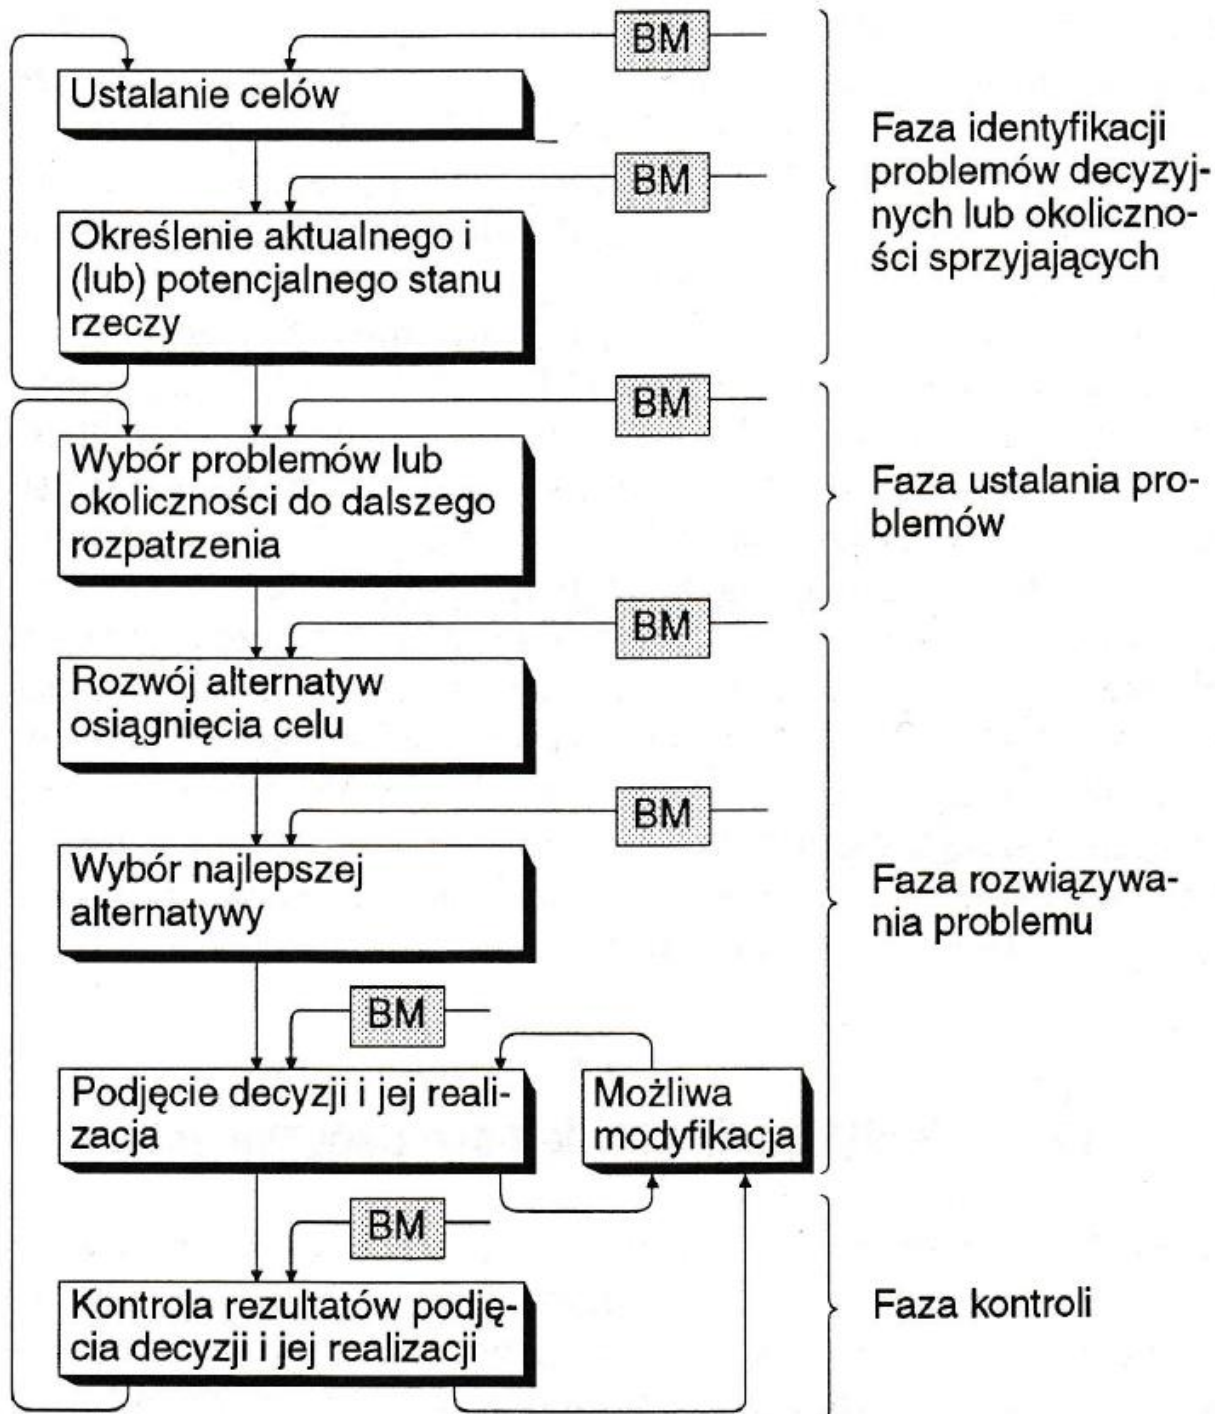 BM
Ustalanie celów
BM
Określenie aktualnego i
(lub) potencjalnego stanu
rzeczy
Faza identyfikacji
problemów decyzyj-
nych lub okoliczno-
ści sprzyjających
BM
Wybór problemów lub
okoliczności do dalszego
rozpatrzenia
Faza ustalania pro-
blemów
BM
Rozwój alternatyw
osiągnięcia celu
BM
Wybór najlepszej
alternatywy
Faza rozwiązywa-
nia problemu
BM
Podjęcie decyzji i jej reali-
zacja
Możliwa
modyfikacja
BM
Kontrola rezultatów podję-
cia decyzji i jej realizacji
Faza kontroli